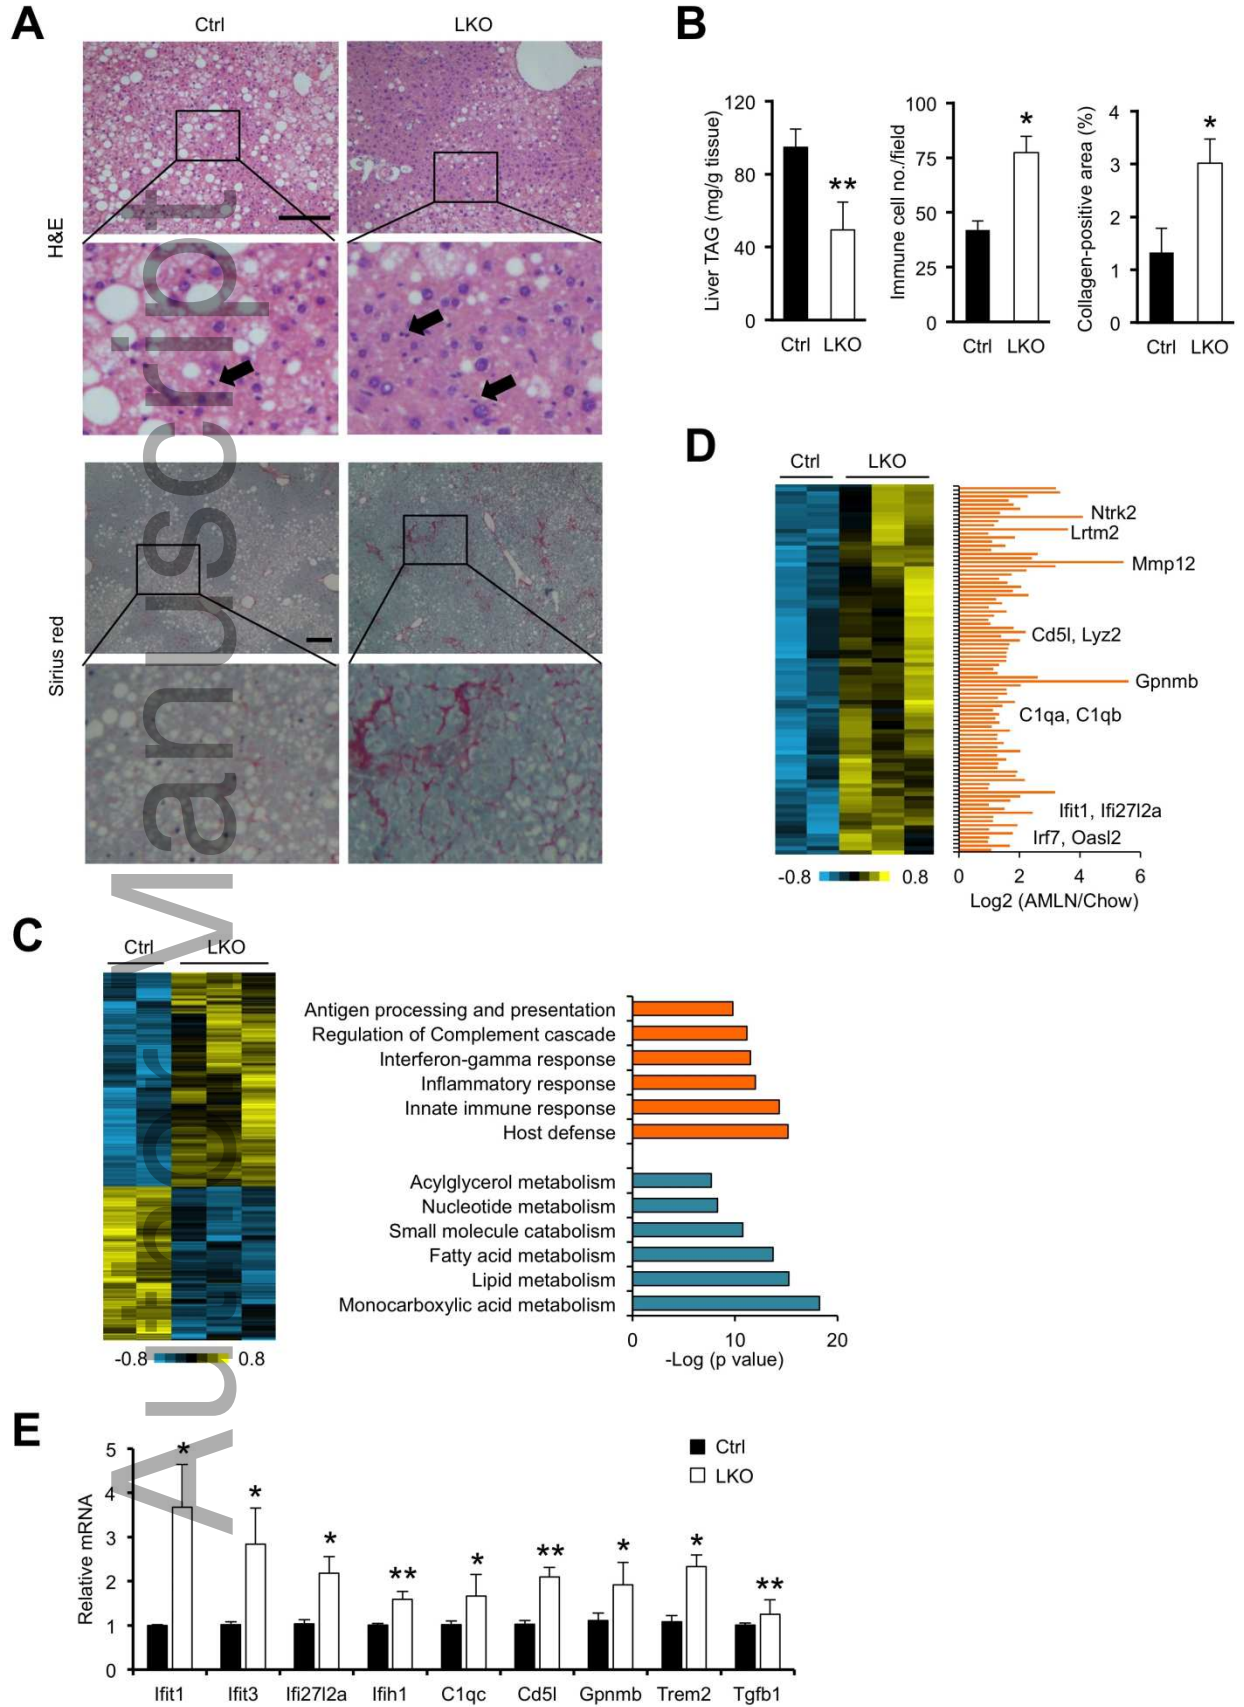 A
Ctrl
LKO
H&E
Sirius red
B
Liver TAG (mg/g tissue)
120
80
40
0
**
Ctrl LKO
Immune cell no./field
100
75
50
25
0
*
Ctrl LKO
Collagen-positive area (%)
4
3
2
1
0
*
Ctrl LKO
D
Ctrl
LKO
Ntrk2
Lrtm2
Mmp12
Cd5l, Lyz2
Gpnmb
C1qa, C1qb
Ifit1, Ifi27l2a
Irf7, Oasl2
-0.8
0.8
0 2 4 6
Log2 (AMLN/Chow)
C
Ctrl
LKO
-0.8
0.8
Antigen processing and presentation
Regulation of Complement cascade
Interferon-gamma response
Inflammatory response
Innate immune response
Host defense
Acylglycerol metabolism
Nucleotide metabolism
Small molecule catabolism
Fatty acid metabolism
Lipid metabolism
Monocarboxylic acid metabolism
0 10 20
-Log (p value)
E
Relative mRNA
5
4
3
2
1
0
Ctrl
LKO
* * * ** * ** * * **
Ifit1 Ifit3 Ifi27l2a Ifih1 C1qc Cd5l Gpnmb Trem2 Tgfb1
Author Manuscript